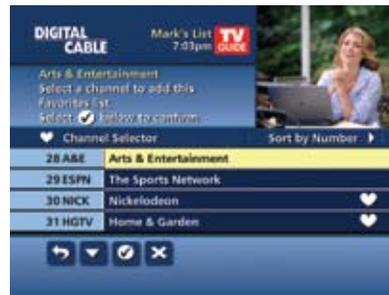 DIGITAL CABLE
Mark's List
7:03pm
TV GUIDE
Arts & Entertainment
Select a channel to add this
Favorites list.
Select below to confirm.
Channel Selector
Sort by Number
28 A&E Arts & Entertainment
29 ESPN The Sports Network
30 NICK Nickelodeon
31 HGTV Home & Garden